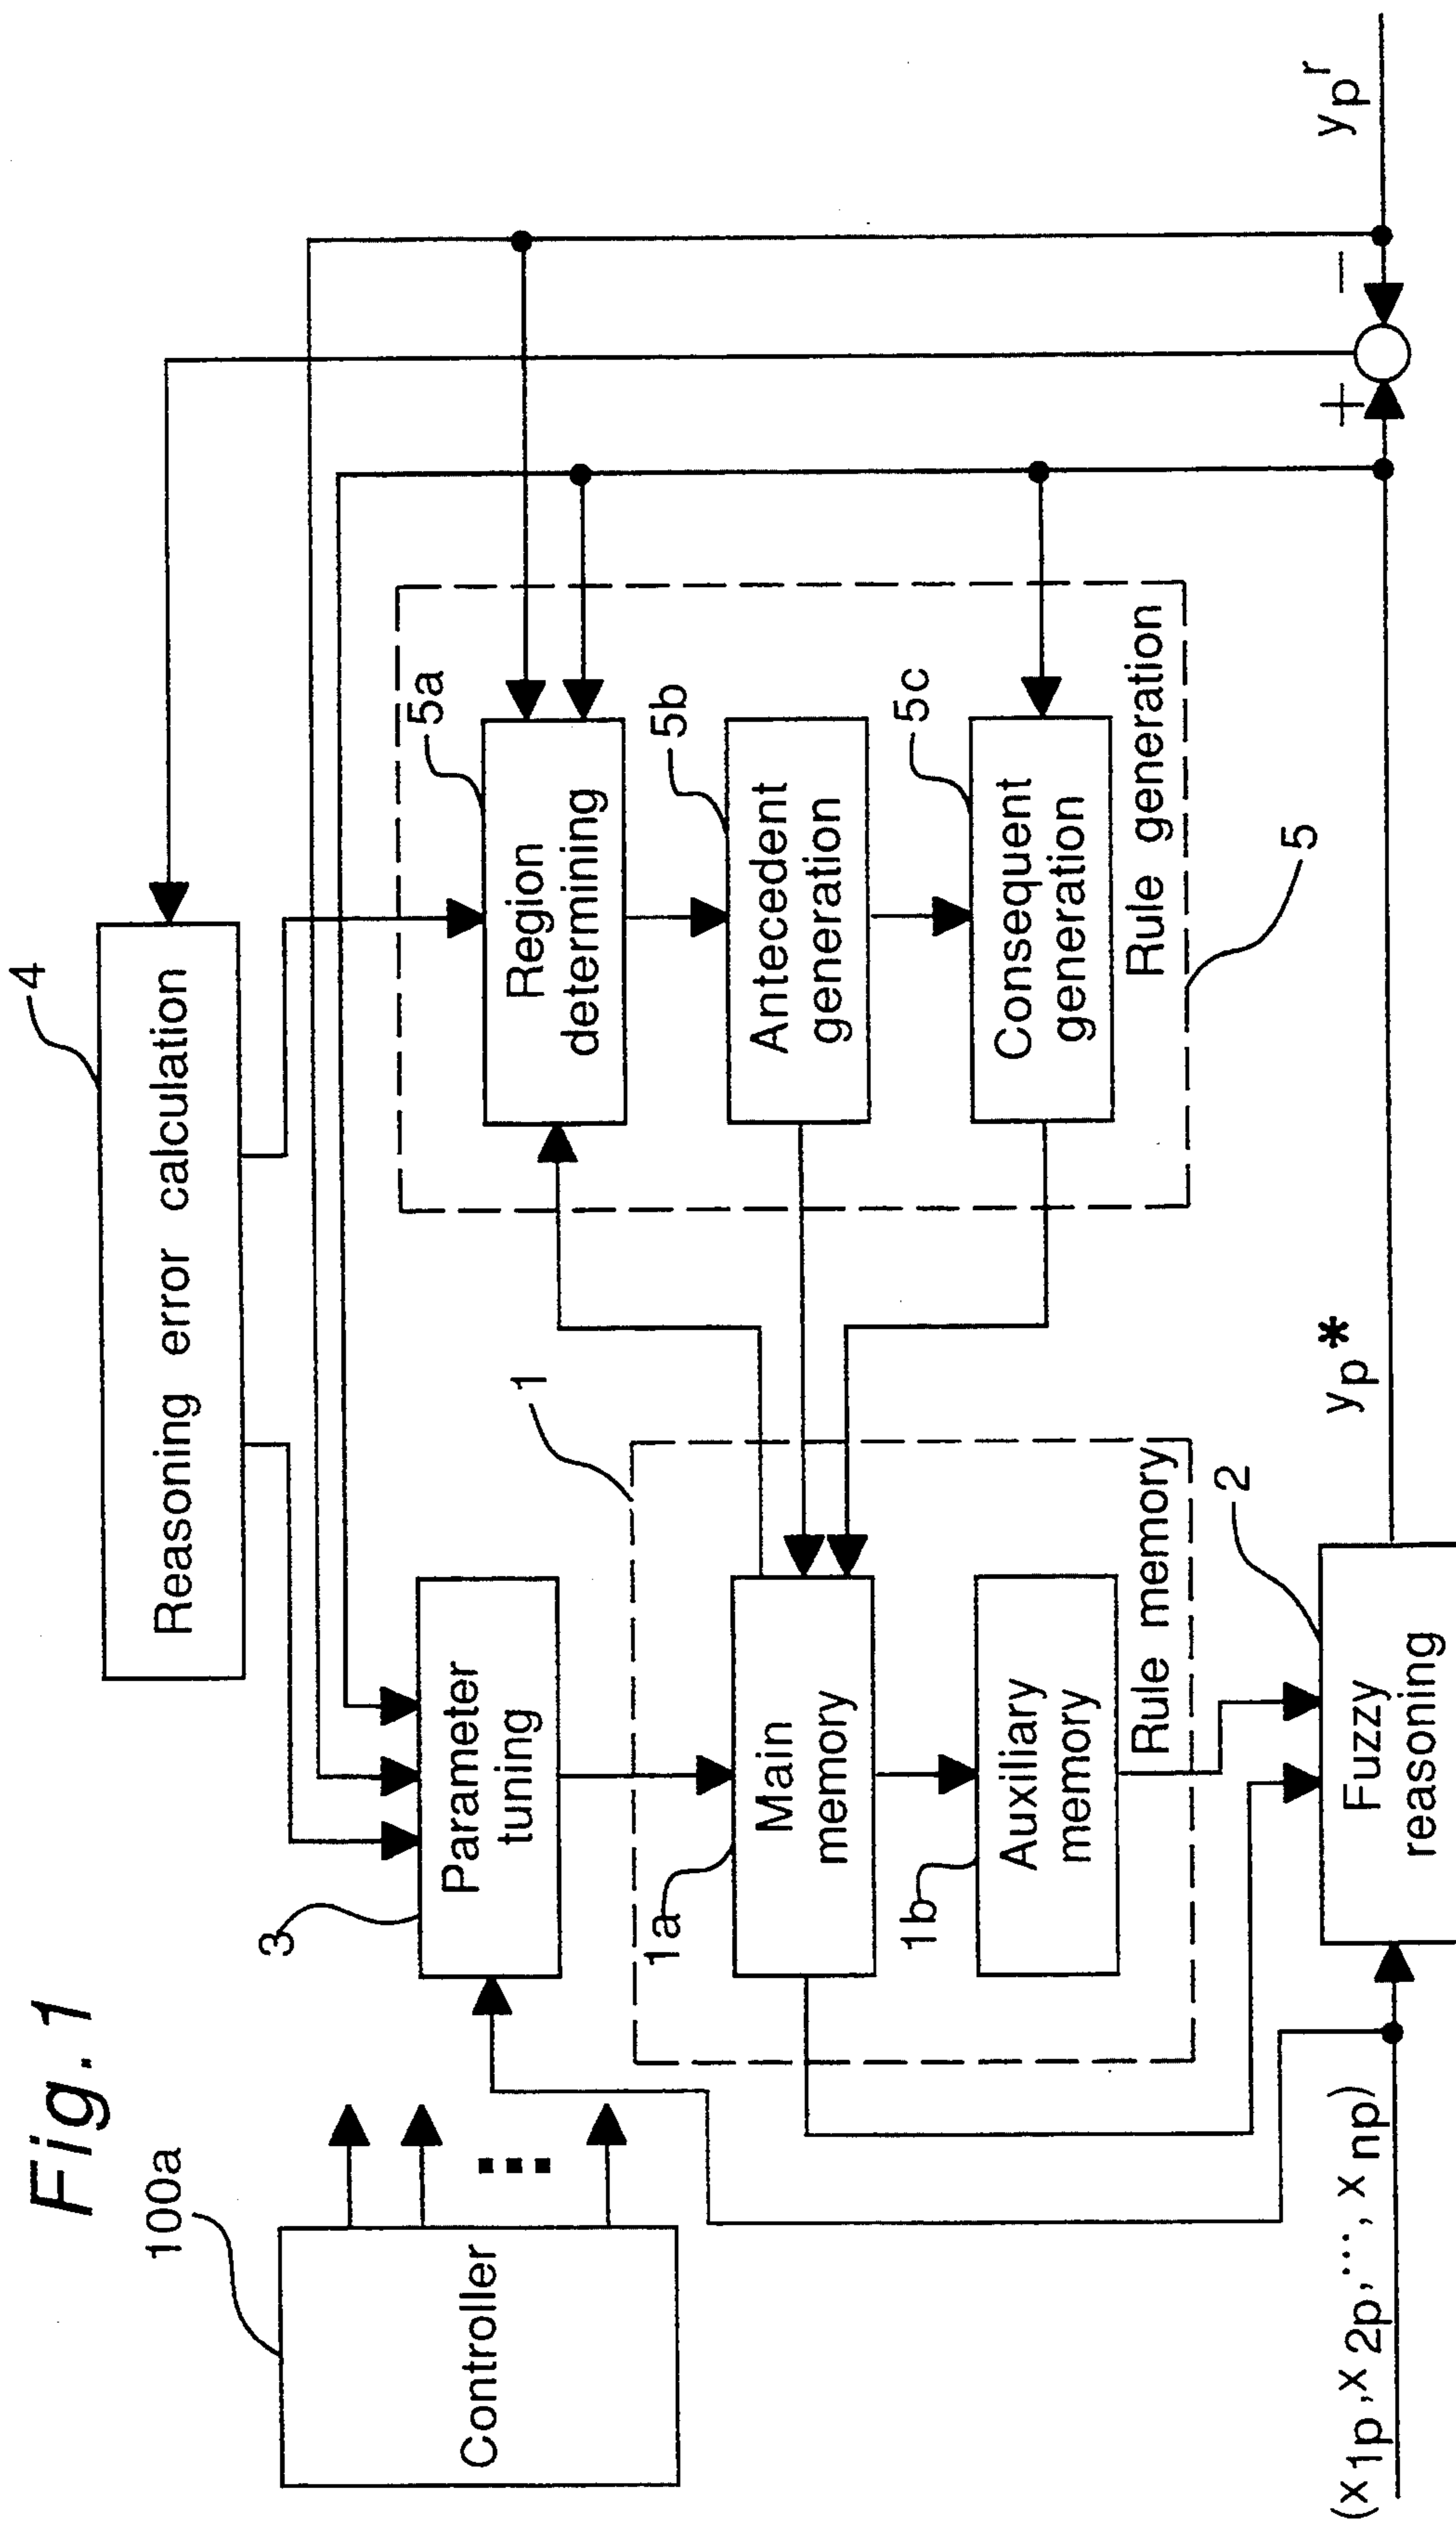 Fig. 1
100a
Controller
4
Reasoning error calculation
3
Parameter
tuning
1
1a
Main
memory
1b
Auxiliary
memory
Rule memory
5a
Region
determining
5b
Antecedent
generation
5c
Consequent
generation
Rule generation
5
2
Fuzzy
reasoning
(x1p,x2p,···,xnp)
yp*
+
−
ypr